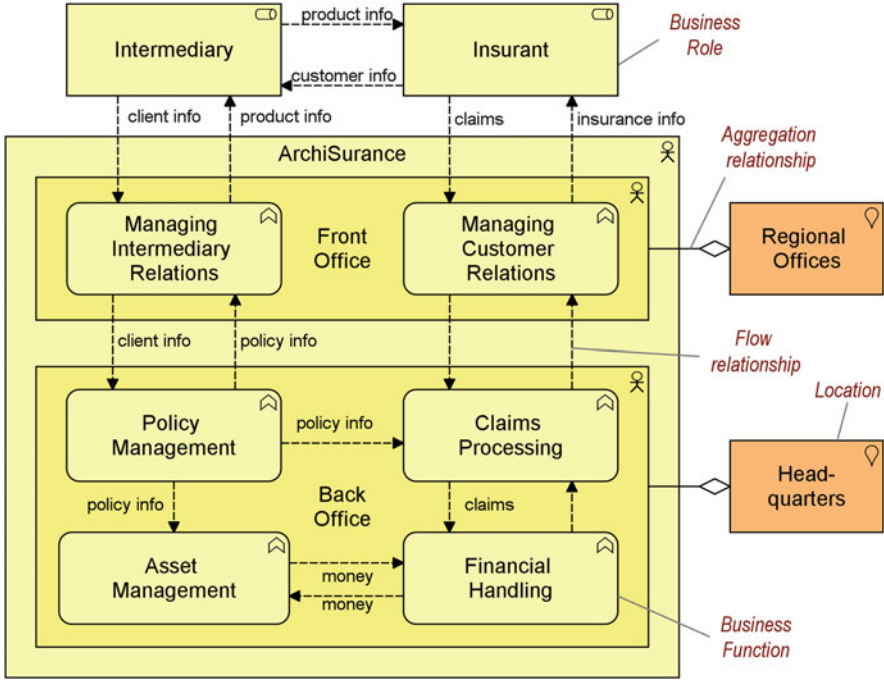 product info
Intermediary
Insurant
customer info
Business
Role
client info
product info
claims
insurance info
ArchiSurance
Aggregation
relationship
Managing
Intermediary
Relations
Front
Office
Managing
Customer
Relations
Regional
Offices
client info
policy info
Flow
relationship
Policy
Management
policy info
Claims
Processing
Location
policy info
Back
Office
claims
Head-
quarters
Asset
Management
money
money
Financial
Handling
Business
Function